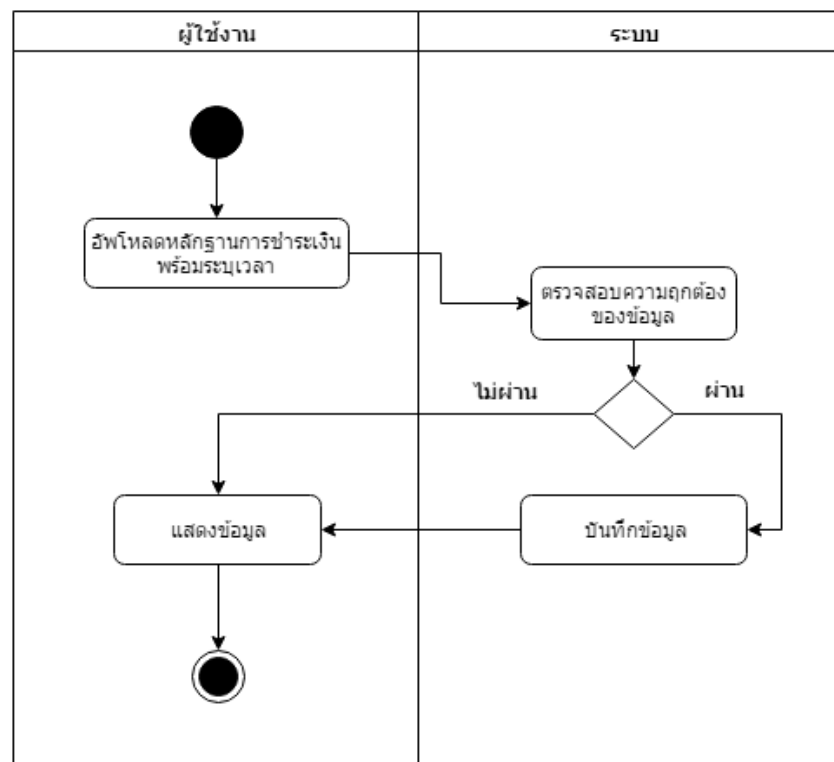 ผู้ใช้งาน
ระบบ
อัพโหลดหลักฐานการชำระเงิน
พร้อมระบุเวลา
ตรวจสอบความถูกต้อง
ของข้อมูล
ไม่ผ่าน
ผ่าน
แสดงข้อมูล
บันทึกข้อมูล